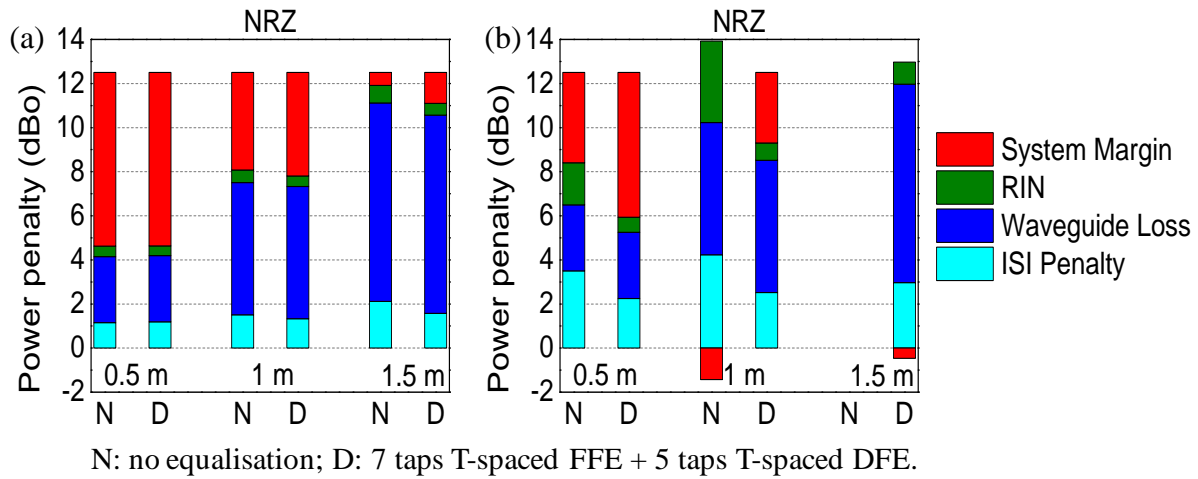 (a)
NRZ
Power penalty (dBo)
14
12
10
8
6
4
2
0
-2
0.5 m
1 m
1.5 m
N D N D N D
(b)
NRZ
Power penalty (dBo)
14
12
10
8
6
4
2
0
-2
0.5 m
1 m
1.5 m
N D N D N D
System Margin
RIN
Waveguide Loss
ISI Penalty
N: no equalisation; D: 7 taps T-spaced FFE + 5 taps T-spaced DFE.